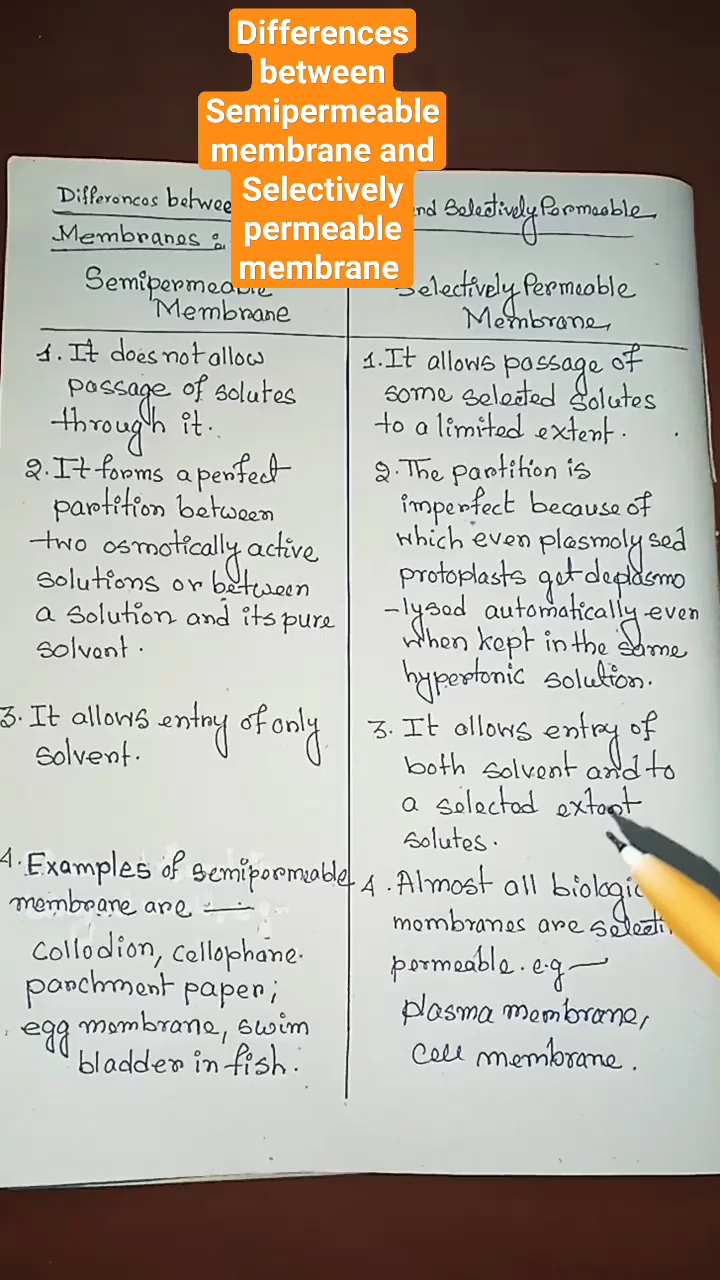 Differences
between
Semipermeable
membrane and
Selectively
permeable
membrane
Differences betwee
nd Selectively Permeable
Membranes :
Semipermeable
Membrane
1. It does not allow
passage of solutes
through it.
2. It forms a perfect
partition between
two osmotically active
solutions or between
a solution and its pure
solvent.
3. It allows entry of only
solvent.
4. Examples of semipermeable
membrane are —
collodion, cellophane.
parchment paper;
egg membrane, swim
bladder in fish.
Selectively Permeable
Membrane,
1. It allows passage of
some selected solutes
to a limited extent.
2. The partition is
imperfect because of
which even plasmolysed
protoplasts get deplasmo
-lysed automatically even
when kept in the same
hypertonic solution.
3. It allows entry of
both solvent and to
a selected extent
solutes.
4. Almost all biologic
membranes are selecti
permeable. e.g —
plasma membrane,
cell membrane.